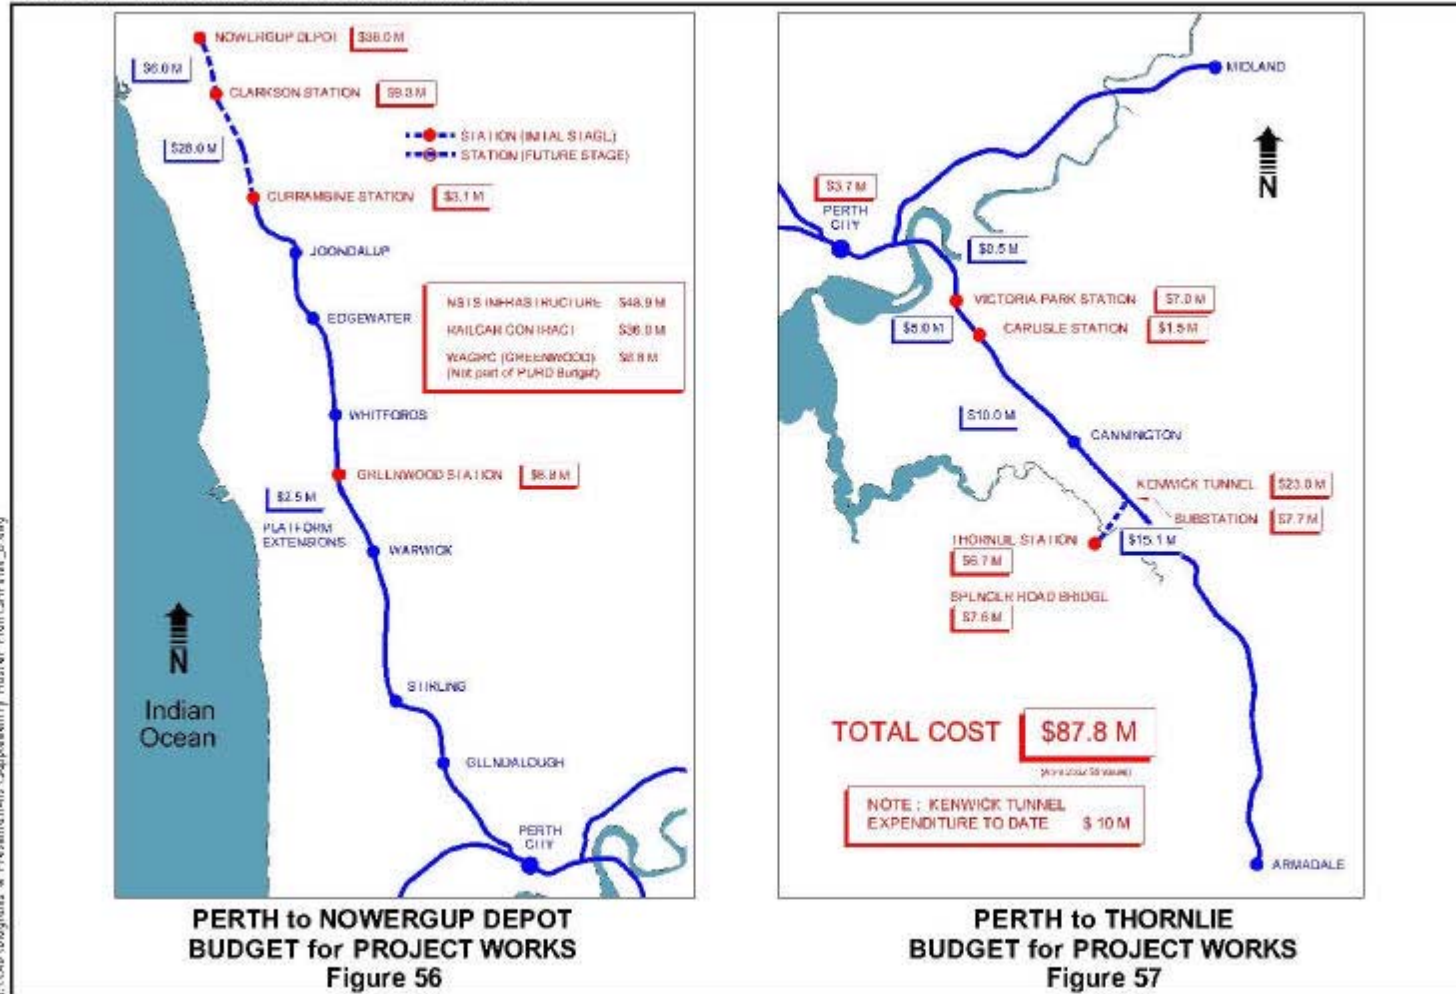 NOWERGUP DEPOT $36.0 M
$6.0 M
CLARKSON STATION $9.3 M
STATION (INITIAL STAGE)
$28.0 M
STATION (FUTURE STAGE)
CURRAMBINE STATION $3.1 M
JOONDALUP
NSTS INFRASTRUCTURE $48.9 M
EDGEWATER
RAILCAR CONTRACT $36.0 M
WAGRC (GREENWOOD) $6.8 M
(Not part of PURD Budget)
WHITFORDS
GREENWOOD STATION $6.8 M
$2.5 M
PLATFORM
EXTENSIONS
WARWICK
N
STIRLING
Indian
Ocean
GLENDALOUGH
PERTH
CITY
PERTH to NOWERGUP DEPOT
BUDGET for PROJECT WORKS
Figure 56
MIDLAND
N
$3.7 M
PERTH
CITY
$0.5 M
VICTORIA PARK STATION $7.0 M
$5.0 M
CARLISLE STATION $1.5 M
$10.0 M
CANNINGTON
KENWICK TUNNEL $23.0 M
SUBSTATION $7.7 M
THORNLIE STATION
$15.1 M
$6.7 M
SPENCER ROAD BRIDGE
$7.6 M
TOTAL COST $87.8 M
NOTE : KENWICK TUNNEL
EXPENDITURE TO DATE $ 10 M
ARMADALE
PERTH to THORNLIE
BUDGET for PROJECT WORKS
Figure 57